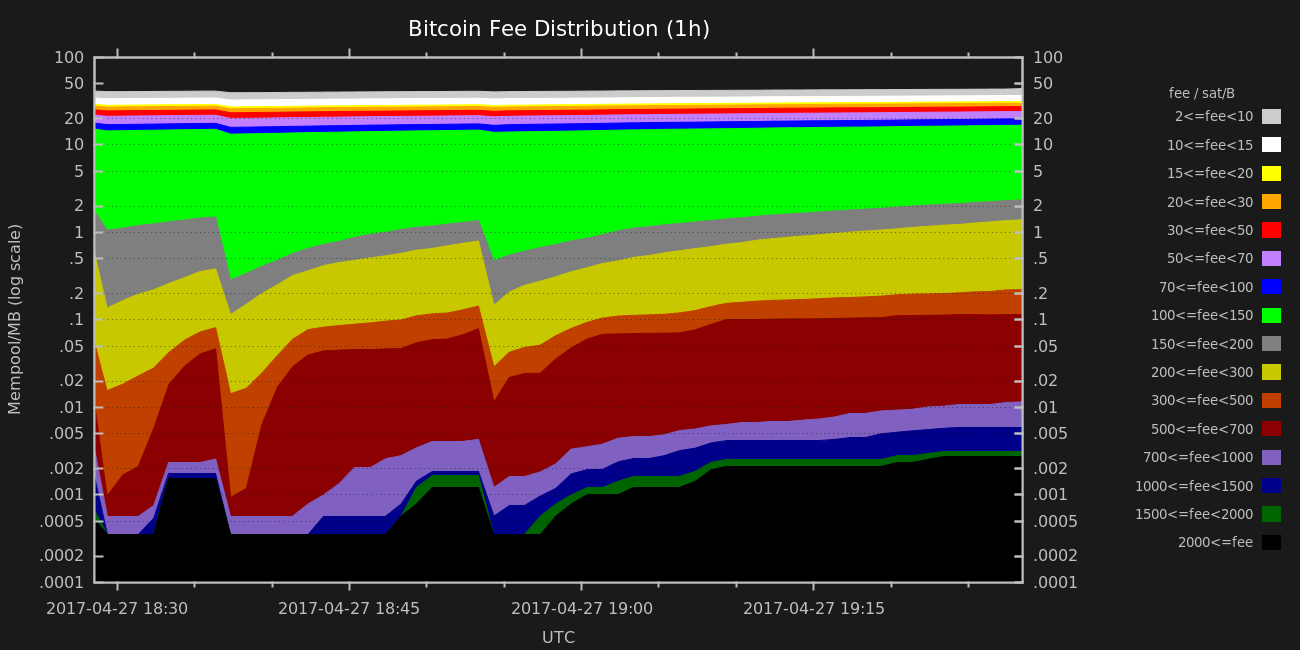 Bitcoin Fee Distribution (1h)
100
50
20
10
5
2
1
.5
.2
.1
.05
.02
.01
.005
.002
.001
.0005
.0002
.0001
Mempool/MB (log scale)
100
50
20
10
5
2
1
.5
.2
.1
.05
.02
.01
.005
.002
.001
.0005
.0002
.0001
2017-04-27 18:30 2017-04-27 18:45 2017-04-27 19:00 2017-04-27 19:15
UTC
fee / sat/B
2<=fee<10
10<=fee<15
15<=fee<20
20<=fee<30
30<=fee<50
50<=fee<70
70<=fee<100
100<=fee<150
150<=fee<200
200<=fee<300
300<=fee<500
500<=fee<700
700<=fee<1000
1000<=fee<1500
1500<=fee<2000
2000<=fee